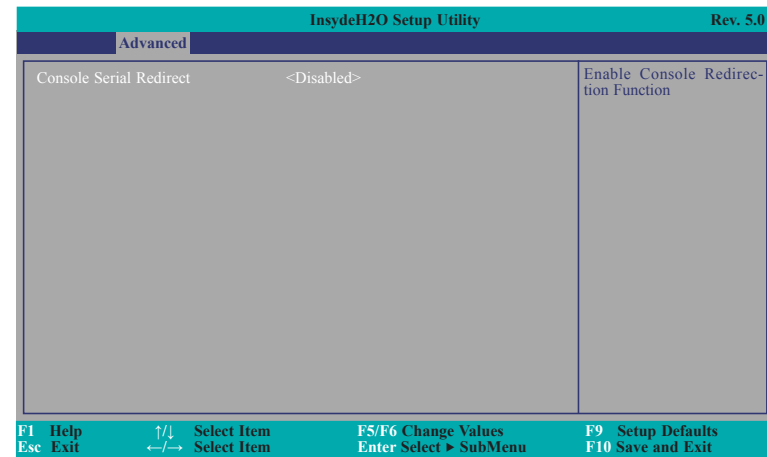 InsydeH2O Setup Utility Rev. 5.0
Advanced
Console Serial Redirect <Disabled>
Enable Console Redirec-
tion Function
F1 Help ↑/↓ Select Item F5/F6 Change Values F9 Setup Defaults
Esc Exit ←/→ Select Item Enter Select ▶ SubMenu F10 Save and Exit